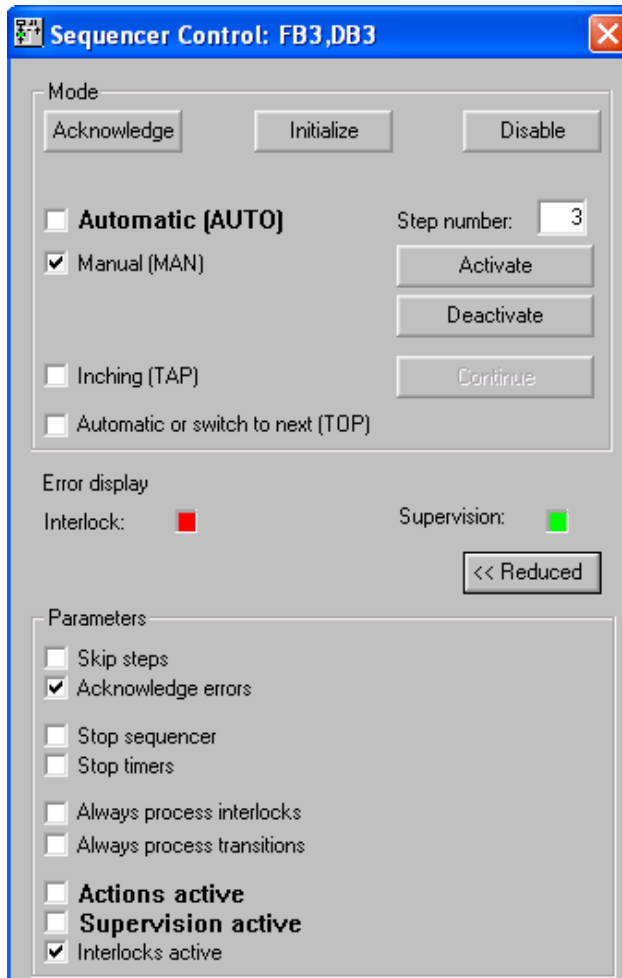 Sequencer Control: FB3,DB3
Mode
Acknowledge Initialize Disable
Automatic (AUTO) Step number: 3
Manual (MAN) Activate
Deactivate
Inching (TAP) Continue
Automatic or switch to next (TOP)
Error display
Interlock: Supervision:
<< Reduced
Parameters
Skip steps
Acknowledge errors
Stop sequencer
Stop timers
Always process interlocks
Always process transitions
Actions active
Supervision active
Interlocks active